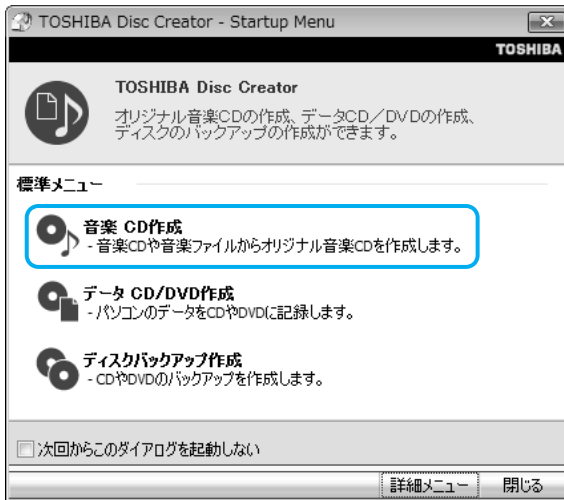 TOSHIBA Disc Creator - Startup Menu
TOSHIBA
TOSHIBA Disc Creator
オリジナル音楽CDの作成、データCD／DVDの作成、
ディスクのバックアップの作成ができます。
標準メニュー
音楽 CD作成
- 音楽CDや音楽ファイルからオリジナル音楽CDを作成します。
データ CD/DVD作成
- パソコンのデータをCDやDVDに記録します。
ディスクバックアップ作成
- CDやDVDのバックアップを作成します。
次回からこのダイアログを起動しない
詳細メニュー 閉じる